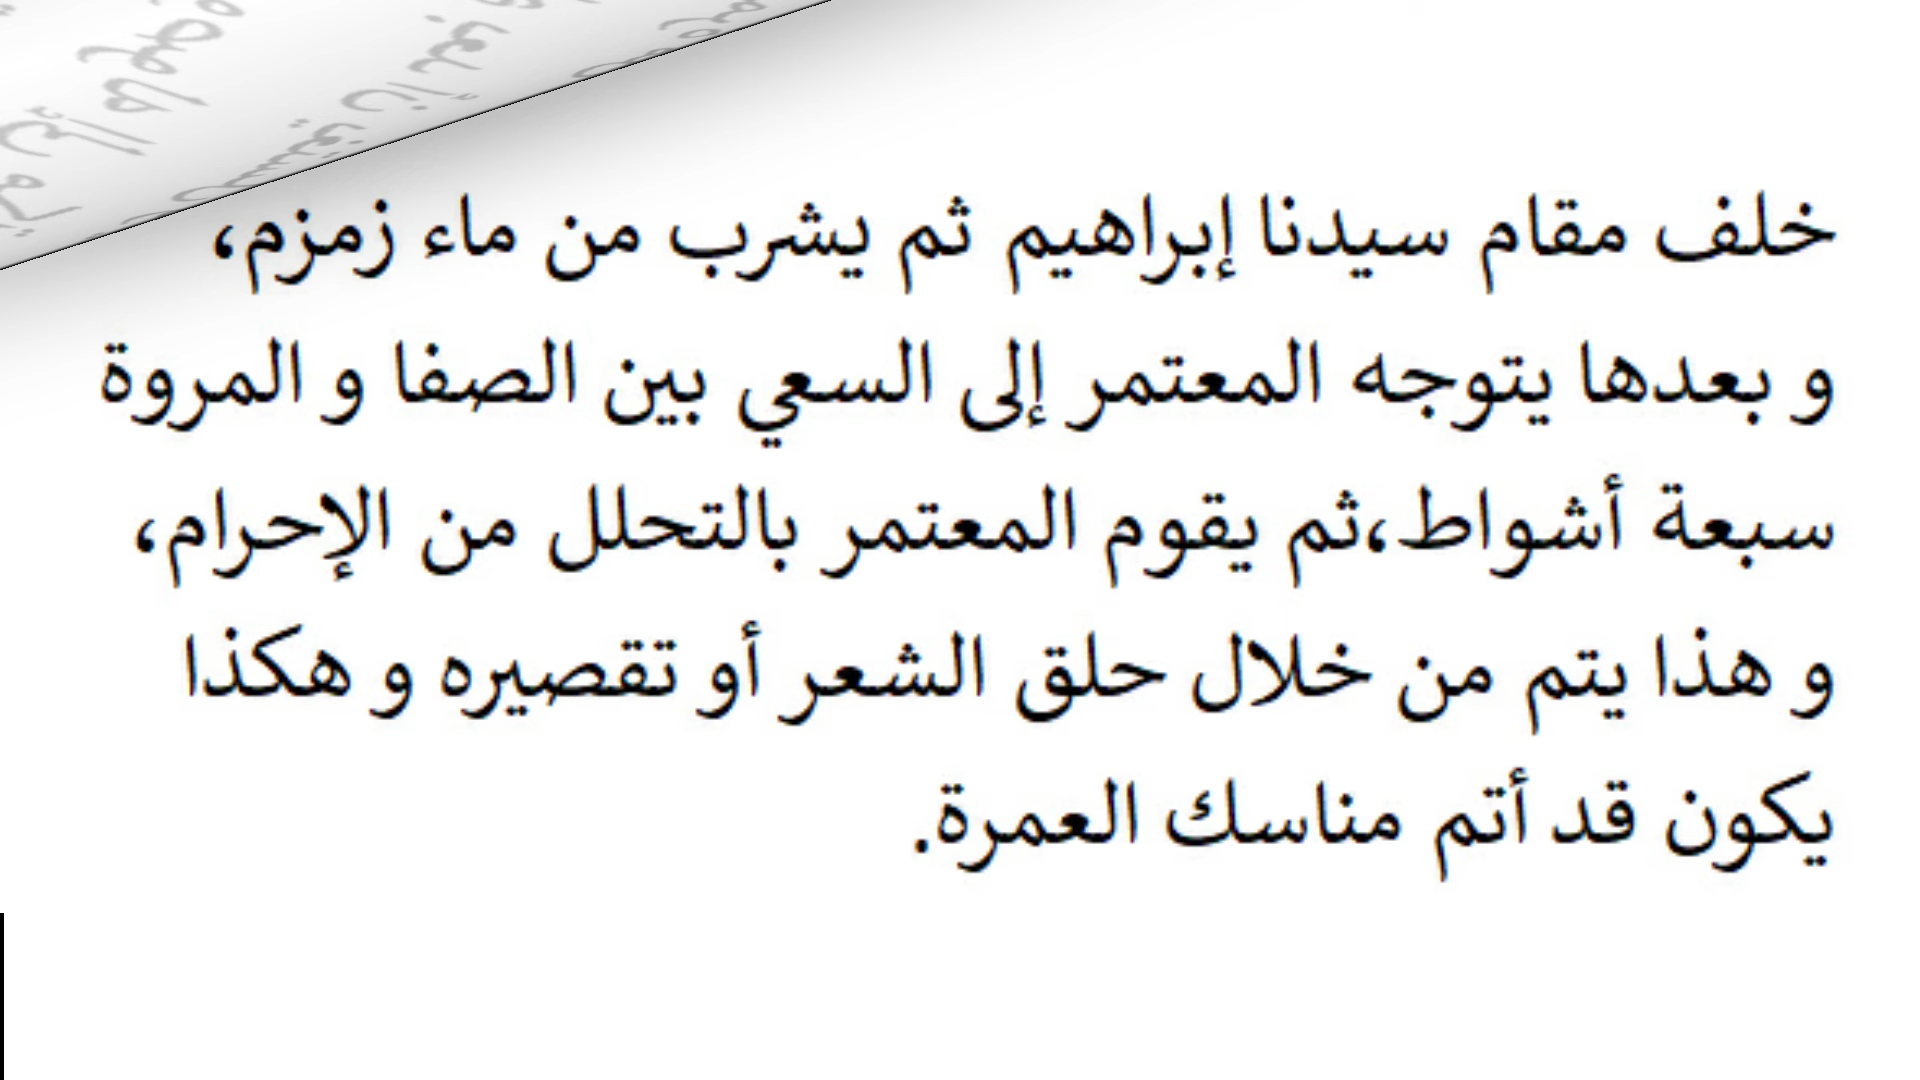 خلف مقام سيدنا إبراهيم ثم يشرب من ماء زمزم،
و بعدها يتوجه المعتمر إلى السعي بين الصفا و المروة
سبعة أشواط،ثم يقوم المعتمر بالتحلل من الإحرام،
و هذا يتم من خلال حلق الشعر أو تقصيره و هكذا
يكون قد أتم مناسك العمرة.